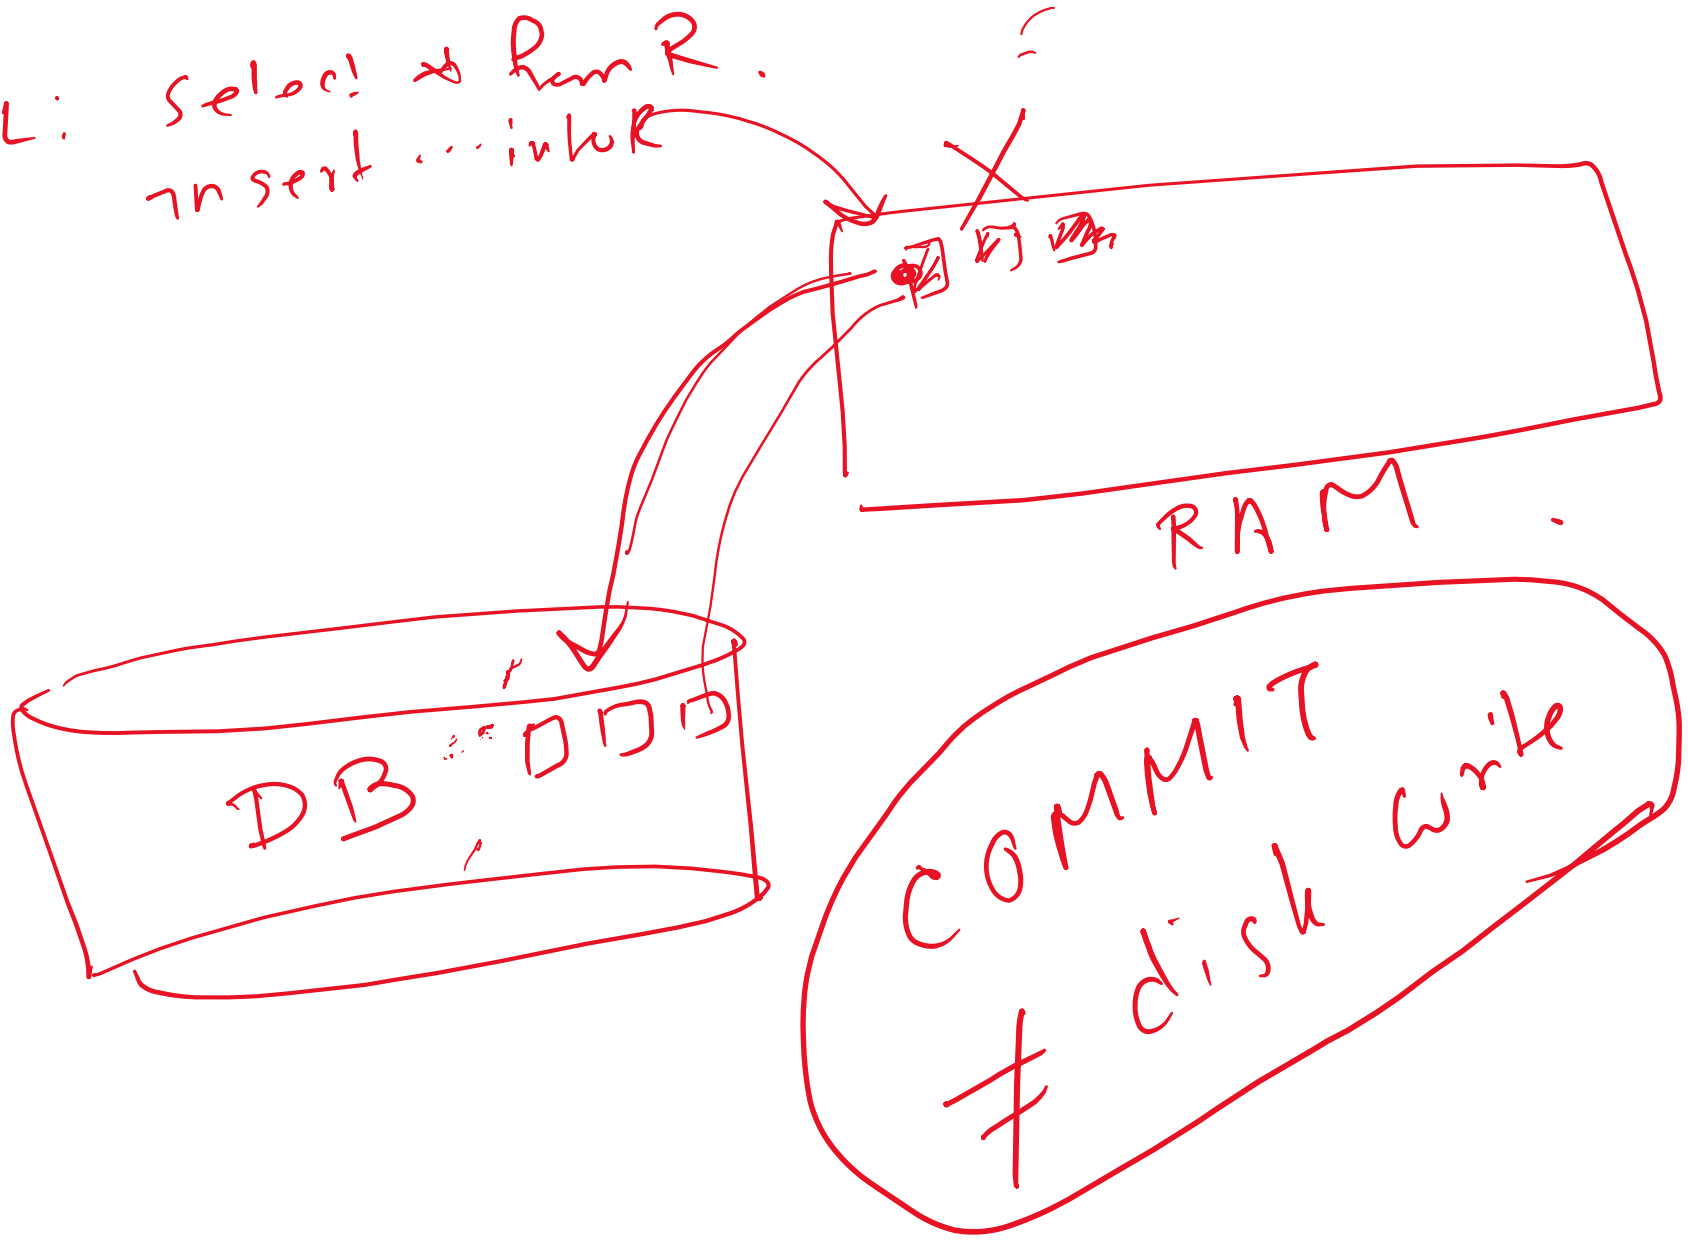 L: Select * from R.
Insert ... into R
RAM
DB
COMMIT
≠ disk write